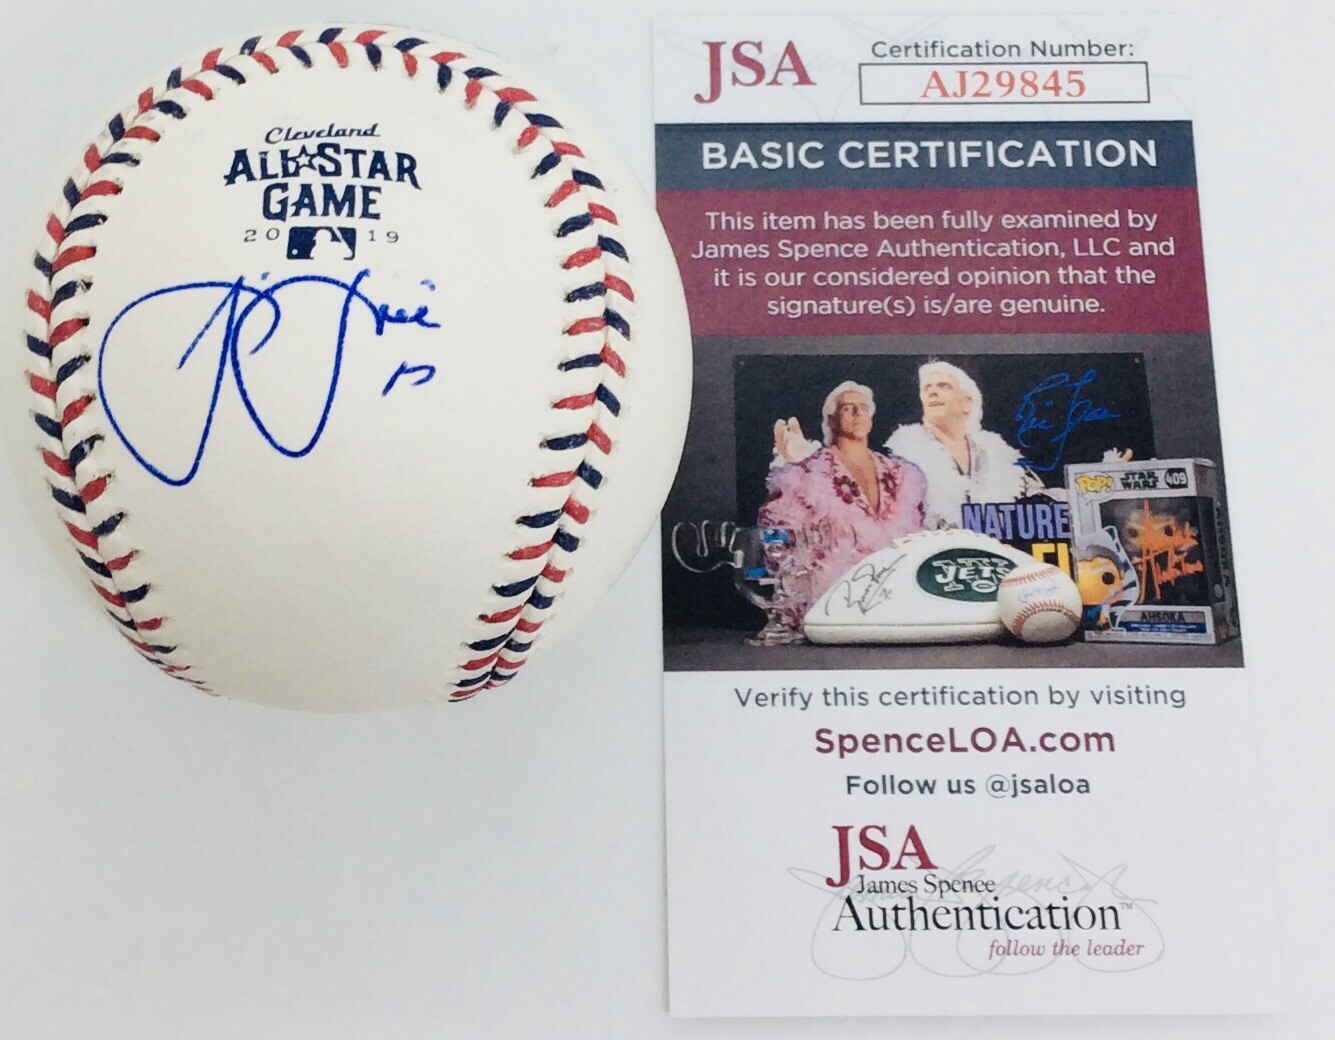 Cleveland
ALL STAR
GAME
20 19
JSA
Certification Number:
AJ29845
BASIC CERTIFICATION
This item has been fully examined by
James Spence Authentication, LLC and
it is our considered opinion that the
signature(s) is/are genuine.
NATURE
JETS
POP!
STAR
WARS
409
AHSOKA
Verify this certification by visiting
SpenceLOA.com
Follow us @jsaloa
JSA
James Spence
Authentication™
follow the leader